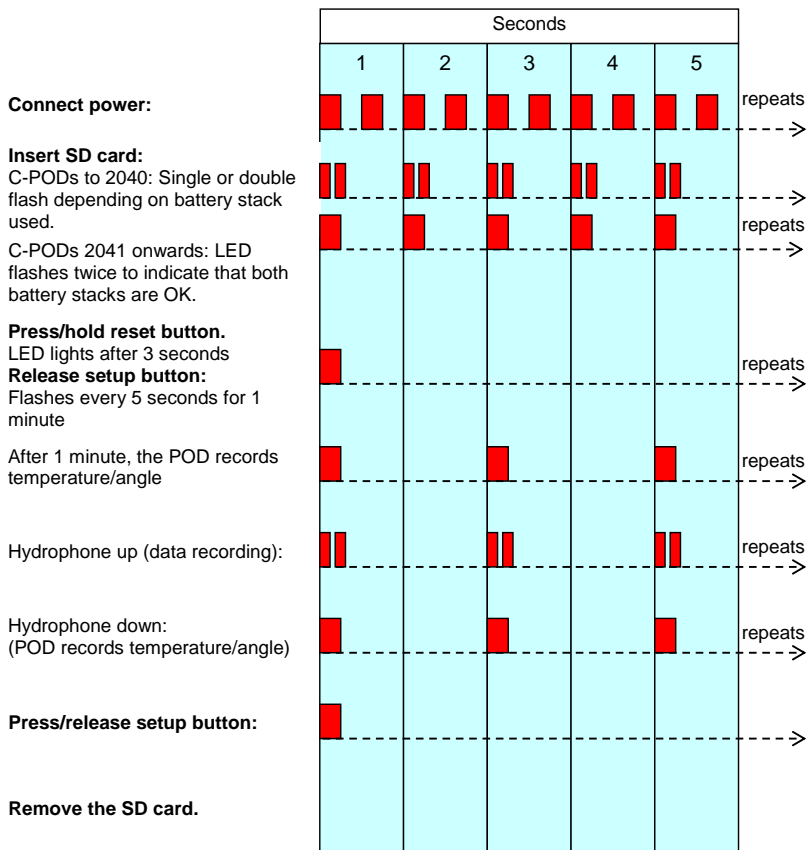 Seconds
1 2 3 4 5
Connect power:
repeats
Insert SD card:
C-PODs to 2040: Single or double
flash depending on battery stack
used.
repeats
C-PODs 2041 onwards: LED
flashes twice to indicate that both
battery stacks are OK.
Press/hold reset button.
LED lights after 3 seconds
repeats
Release setup button:
Flashes every 5 seconds for 1
minute
After 1 minute, the POD records
temperature/angle
repeats
Hydrophone up (data recording):
repeats
Hydrophone down:
(POD records temperature/angle)
repeats
Press/release setup button:
Remove the SD card.